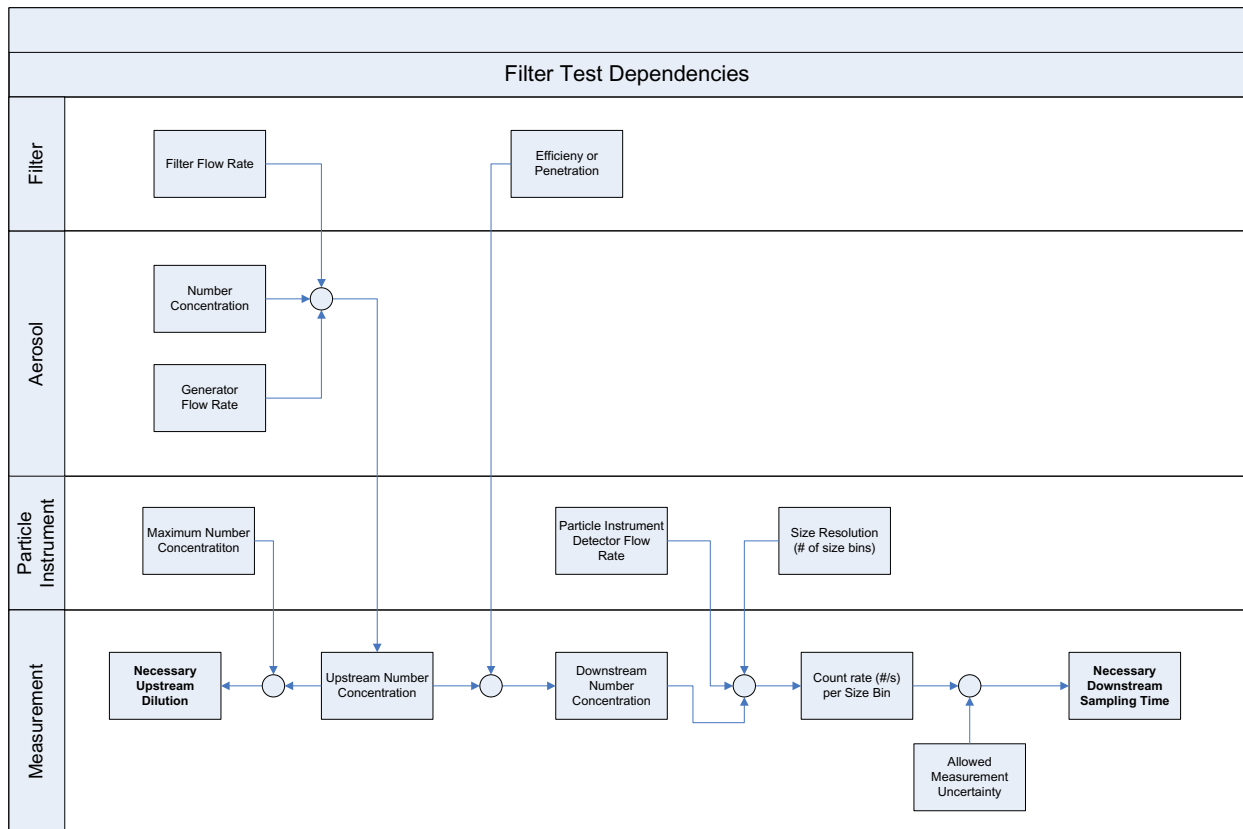 Filter Test Dependencies
Filter
Filter Flow Rate
Efficieny or
Penetration
Aerosol
Number
Concentration
Generator
Flow Rate
Particle
Instrument
Maximum Number
Concentratiton
Particle Instrument
Detector Flow
Rate
Size Resolution
(# of size bins)
Measurement
Necessary
Upstream
Dilution
Upstream Number
Concentration
Downstream
Number
Concentration
Count rate (#/s)
per Size Bin
Necessary
Downstream
Sampling Time
Allowed
Measurement
Uncertainty